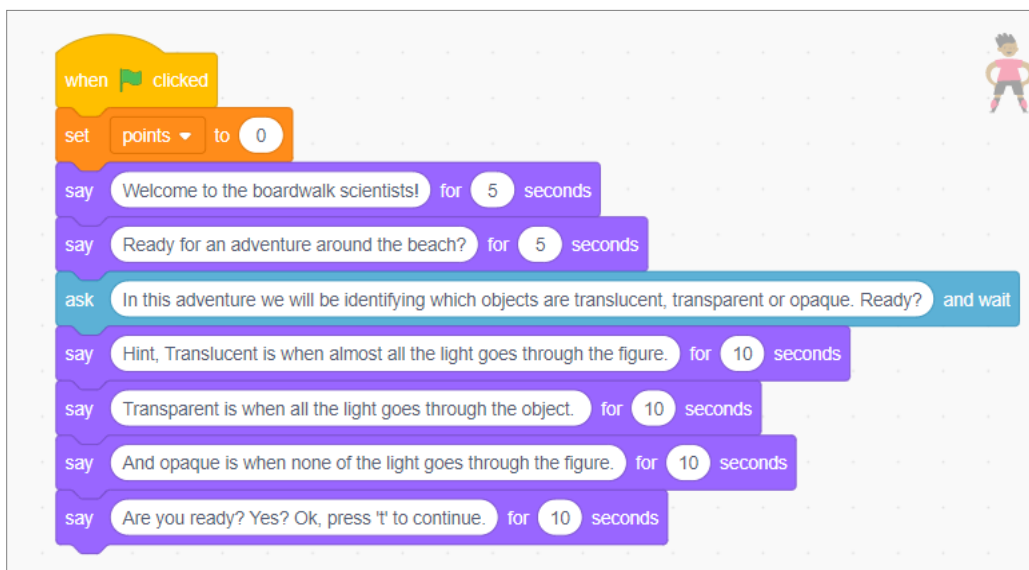 when clicked
set points to 0
say Welcome to the boardwalk scientists! for 5 seconds
say Ready for an adventure around the beach? for 5 seconds
ask In this adventure we will be identifying which objects are translucent, transparent or opaque. Ready? and wait
say Hint, Translucent is when almost all the light goes through the figure. for 10 seconds
say Transparent is when all the light goes through the object. for 10 seconds
say And opaque is when none of the light goes through the figure. for 10 seconds
say Are you ready? Yes? Ok, press 't' to continue. for 10 seconds